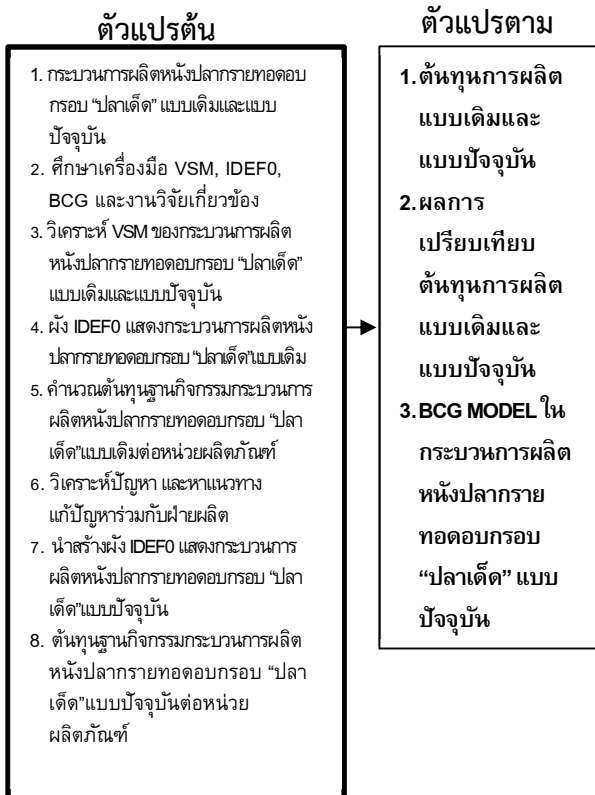 ตัวแปรต้น
1. กระบวนการผลิตหนังปลากรายทอดอบ
กรอบ “ปลาเด็ด” แบบเดิมและแบบ
ปัจจุบัน
2. ศึกษาเครื่องมือ VSM, IDEF0,
BCG และงานวิจัยเกี่ยวข้อง
3. วิเคราะห์ VSM ของกระบวนการผลิต
หนังปลากรายทอดอบกรอบ “ปลาเด็ด”
แบบเดิมและแบบปัจจุบัน
4. ผัง IDEF0 แสดงกระบวนการผลิตหนัง
ปลากรายทอดอบกรอบ “ปลาเด็ด”แบบเดิม
5. คำนวณต้นทุนฐานกิจกรรมกระบวนการ
ผลิตหนังปลากรายทอดอบกรอบ “ปลา
เด็ด”แบบเดิมต่อหน่วยผลิตภัณฑ์
6. วิเคราะห์ปัญหา และหาแนวทาง
แก้ปัญหาร่วมกับฝ่ายผลิต
7. นำสร้างผัง IDEF0 แสดงกระบวนการ
ผลิตหนังปลากรายทอดอบกรอบ “ปลา
เด็ด”แบบปัจจุบัน
8. ต้นทุนฐานกิจกรรมกระบวนการผลิต
หนังปลากรายทอดอบกรอบ “ปลา
เด็ด”แบบปัจจุบันต่อหน่วย
ผลิตภัณฑ์
ตัวแปรตาม
1. ต้นทุนการผลิต
แบบเดิมและ
แบบปัจจุบัน
2. ผลการ
เปรียบเทียบ
ต้นทุนการผลิต
แบบเดิมและ
แบบปัจจุบัน
3. BCG MODEL ใน
กระบวนการผลิต
หนังปลากราย
ทอดอบกรอบ
“ปลาเด็ด” แบบ
ปัจจุบัน